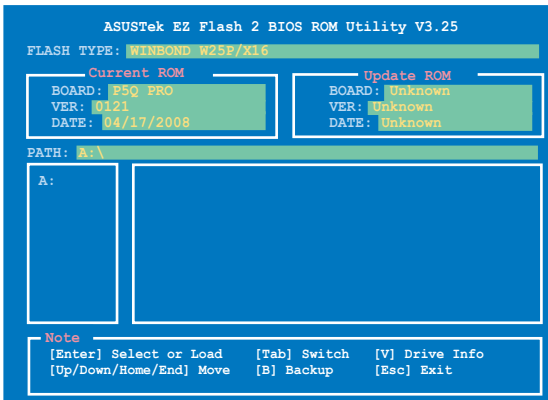 ASUSTek EZ Flash 2 BIOS ROM Utility V3.25
FLASH TYPE: WINBOND W25P/X16
Current ROM
BOARD: P5Q PRO
VER: 0121
DATE: 04/17/2008
Update ROM
BOARD: Unknown
VER: Unknown
DATE: Unknown
PATH: A:\
A:
Note
[Enter] Select or Load [Tab] Switch [V] Drive Info
[Up/Down/Home/End] Move [B] Backup [Esc] Exit